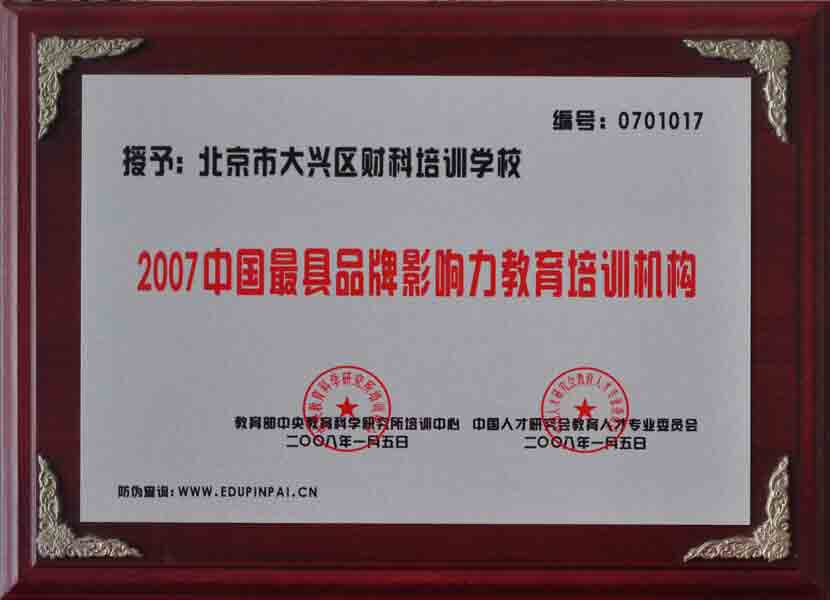 编号：0701017
授予：北京市大兴区财科培训学校
2007中国最具品牌影响力教育培训机构
教育部中央教育科学研究所培训中心 中国人才研究会教育人才专业委员会
二〇〇八年一月五日 二〇〇八年一月五日
防伪查询：WWW.EDUPINPAI.CN